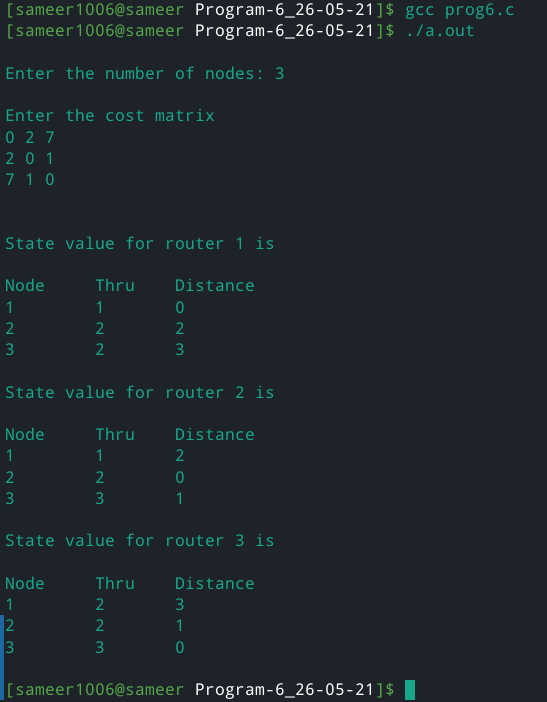 [sameer1006@sameer Program-6_26-05-21]$ gcc prog6.c
[sameer1006@sameer Program-6_26-05-21]$ ./a.out
Enter the number of nodes: 3
Enter the cost matrix
0 2 7
2 0 1
7 1 0
State value for router 1 is
Node Thru Distance
1 1 0
2 2 2
3 2 3
State value for router 2 is
Node Thru Distance
1 1 2
2 2 0
3 3 1
State value for router 3 is
Node Thru Distance
1 2 3
2 2 1
3 3 0
[sameer1006@sameer Program-6_26-05-21]$